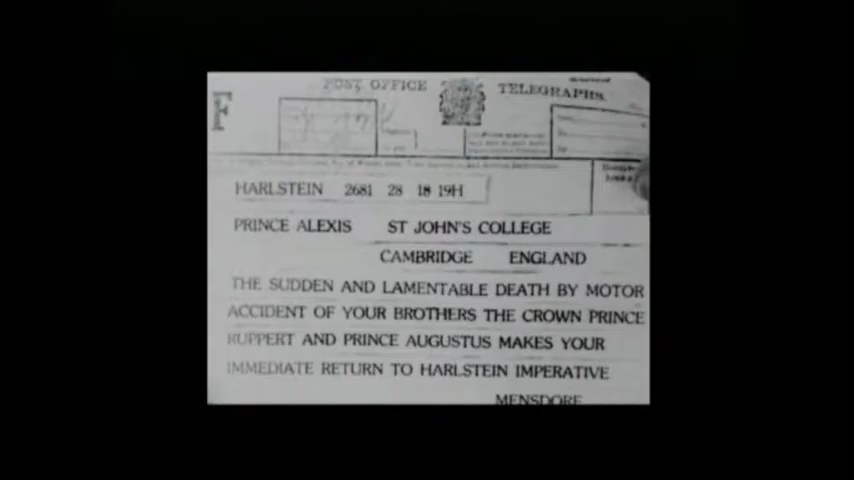 POST OFFICE TELEGRAPHS.
F
HARLSTEIN 2681 28 18 19H
PRINCE ALEXIS ST JOHN'S COLLEGE
CAMBRIDGE ENGLAND
THE SUDDEN AND LAMENTABLE DEATH BY MOTOR
ACCIDENT OF YOUR BROTHERS THE CROWN PRINCE
RUPPERT AND PRINCE AUGUSTUS MAKES YOUR
IMMEDIATE RETURN TO HARLSTEIN IMPERATIVE
MENSDORF